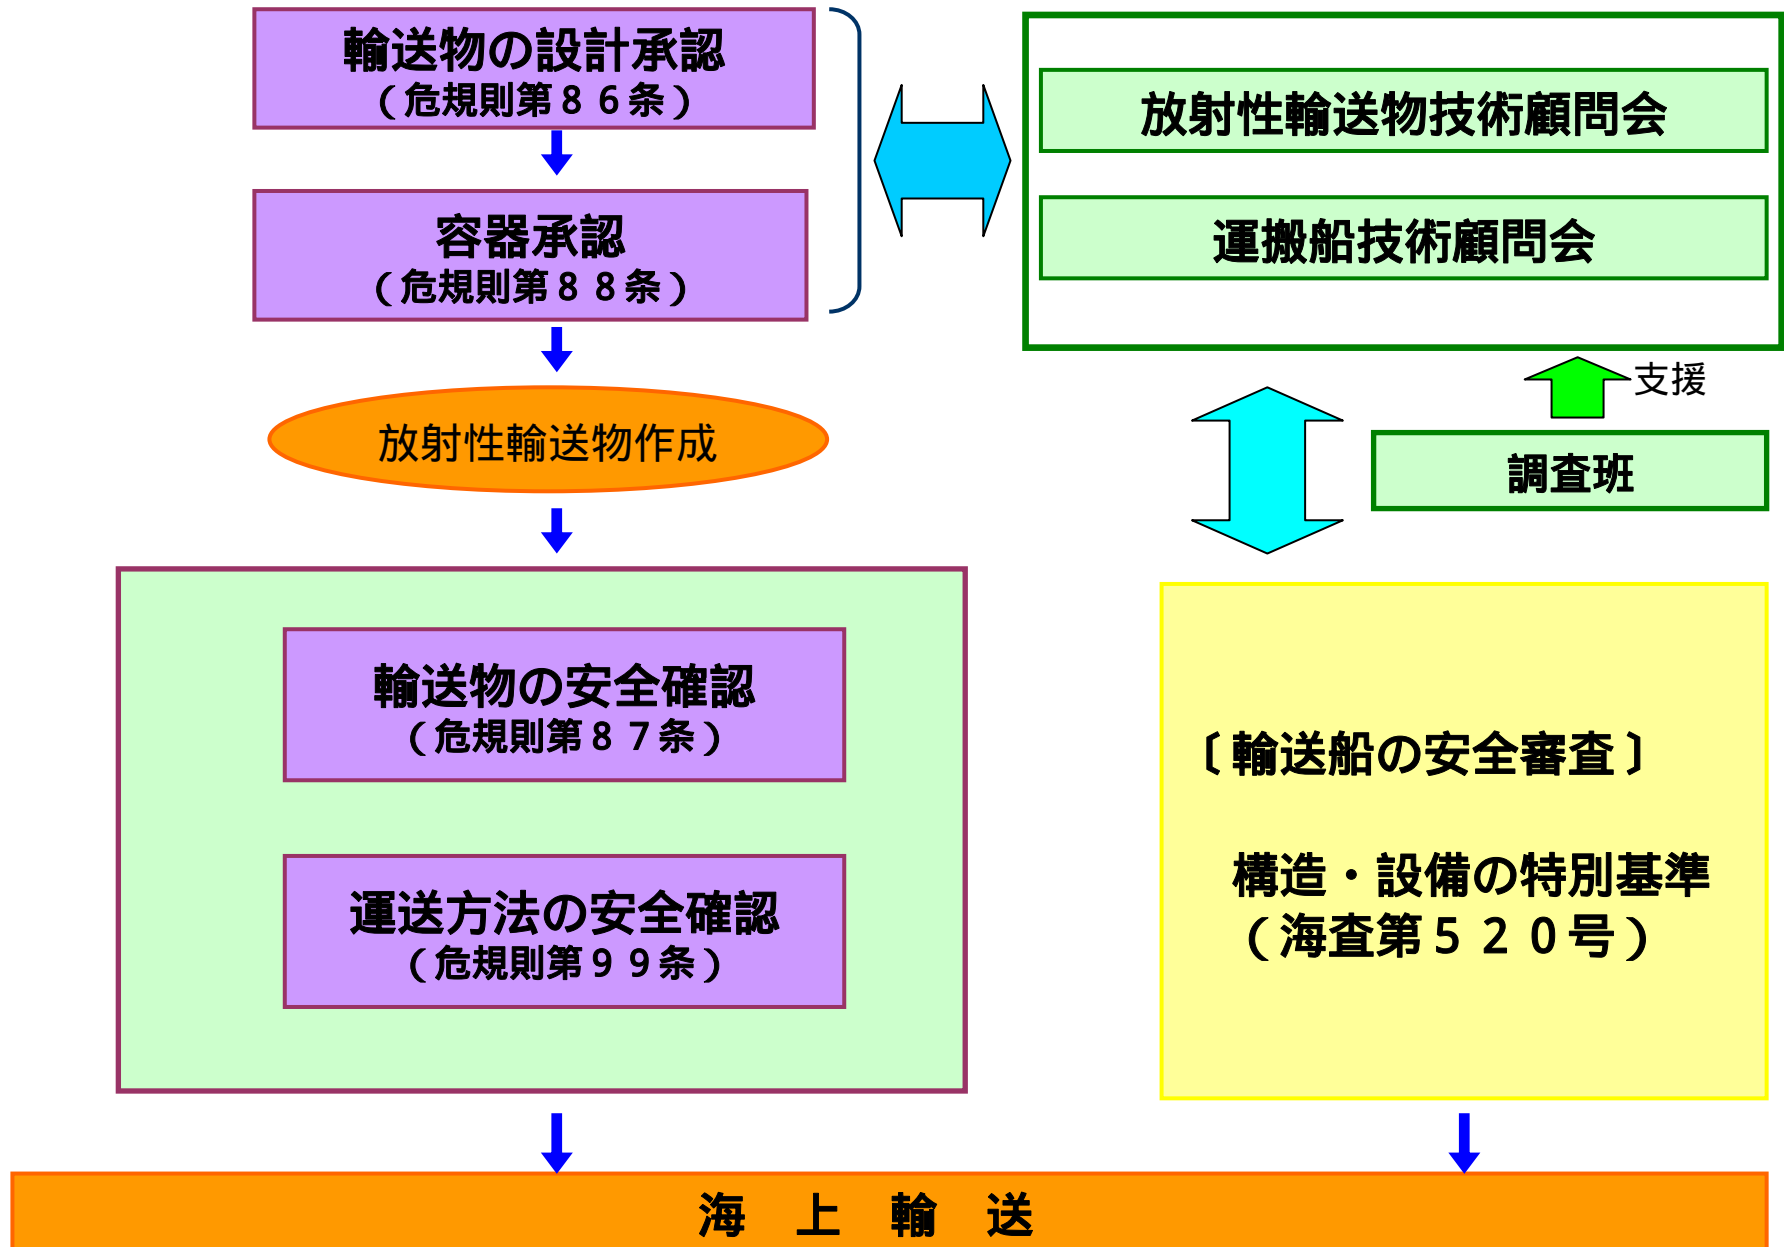 輸送物の設計承認
（危規則第８６条）
容器承認
（危規則第８８条）
放射性輸送物作成
輸送物の安全確認
（危規則第８７条）
運送方法の安全確認
（危規則第９９条）
放射性輸送物技術顧問会
運搬船技術顧問会
支援
調査班
〔輸送船の安全審査〕
構造・設備の特別基準
（海査第５２０号）
海　上　輸　送